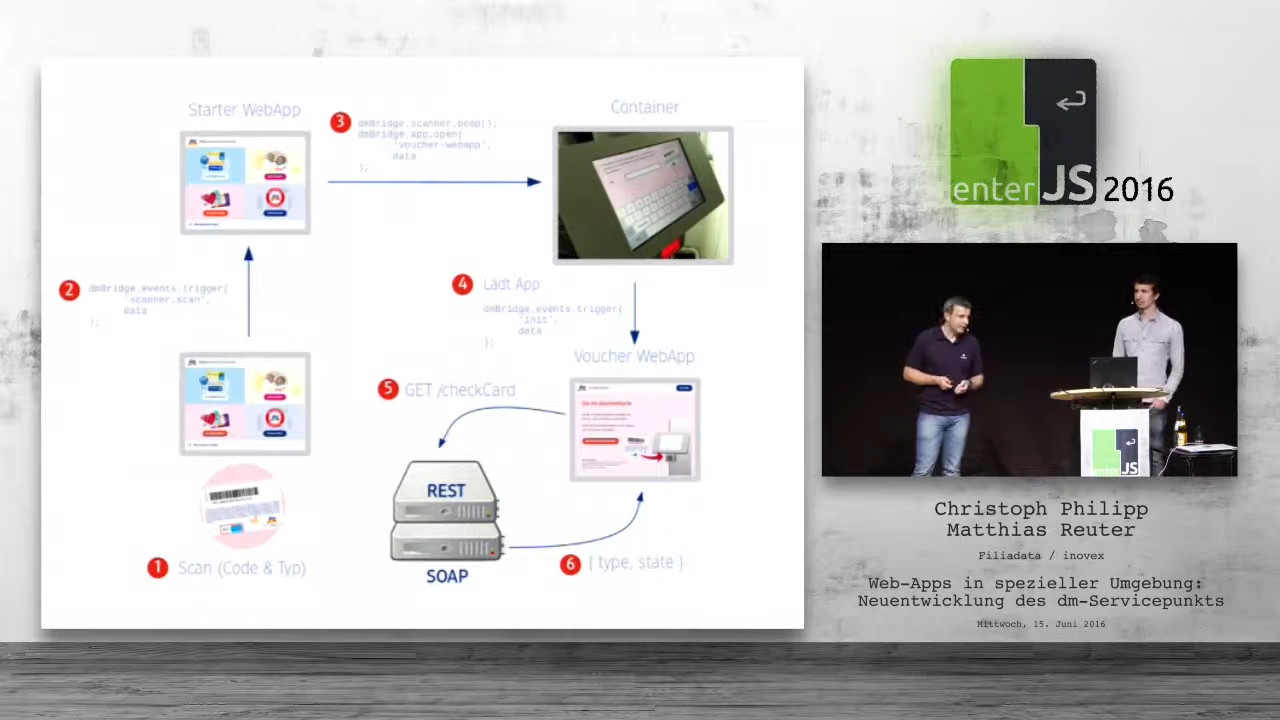 Starter WebApp
3
dmBridge.scanner.beep();
dmBridge.app.open(
'voucher-webapp',
data
);
Container
2
dmBridge.events.trigger(
'scanner.scan',
data
);
4 Lädt App
dmBridge.events.trigger(
'init',
data
);
Voucher WebApp
5 GET /checkCard
REST
SOAP
1 Scan (Code & Typ)
6 { type, state }
enterJS 2016
enterJS
Christoph Philipp
Matthias Reuter
Filiadata / inovex
Web-Apps in spezieller Umgebung:
Neuentwicklung des dm-Servicepunkts
Mittwoch, 15. Juni 2016